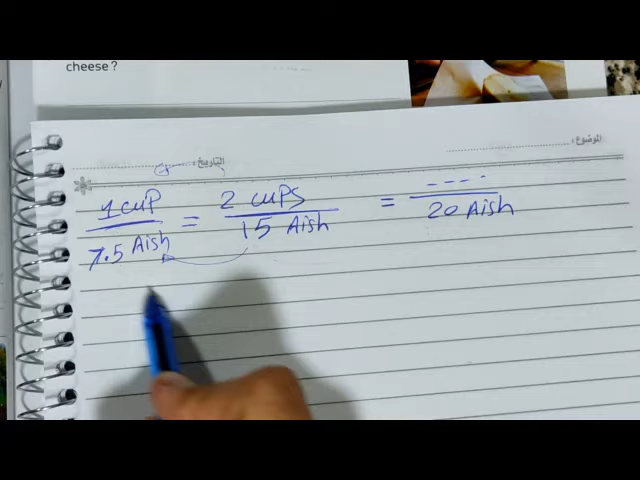 cheese?
التاريخ: الموضوع:
1 cup = 2 cups = ----
7.5 Aish 15 Aish 20 Aish